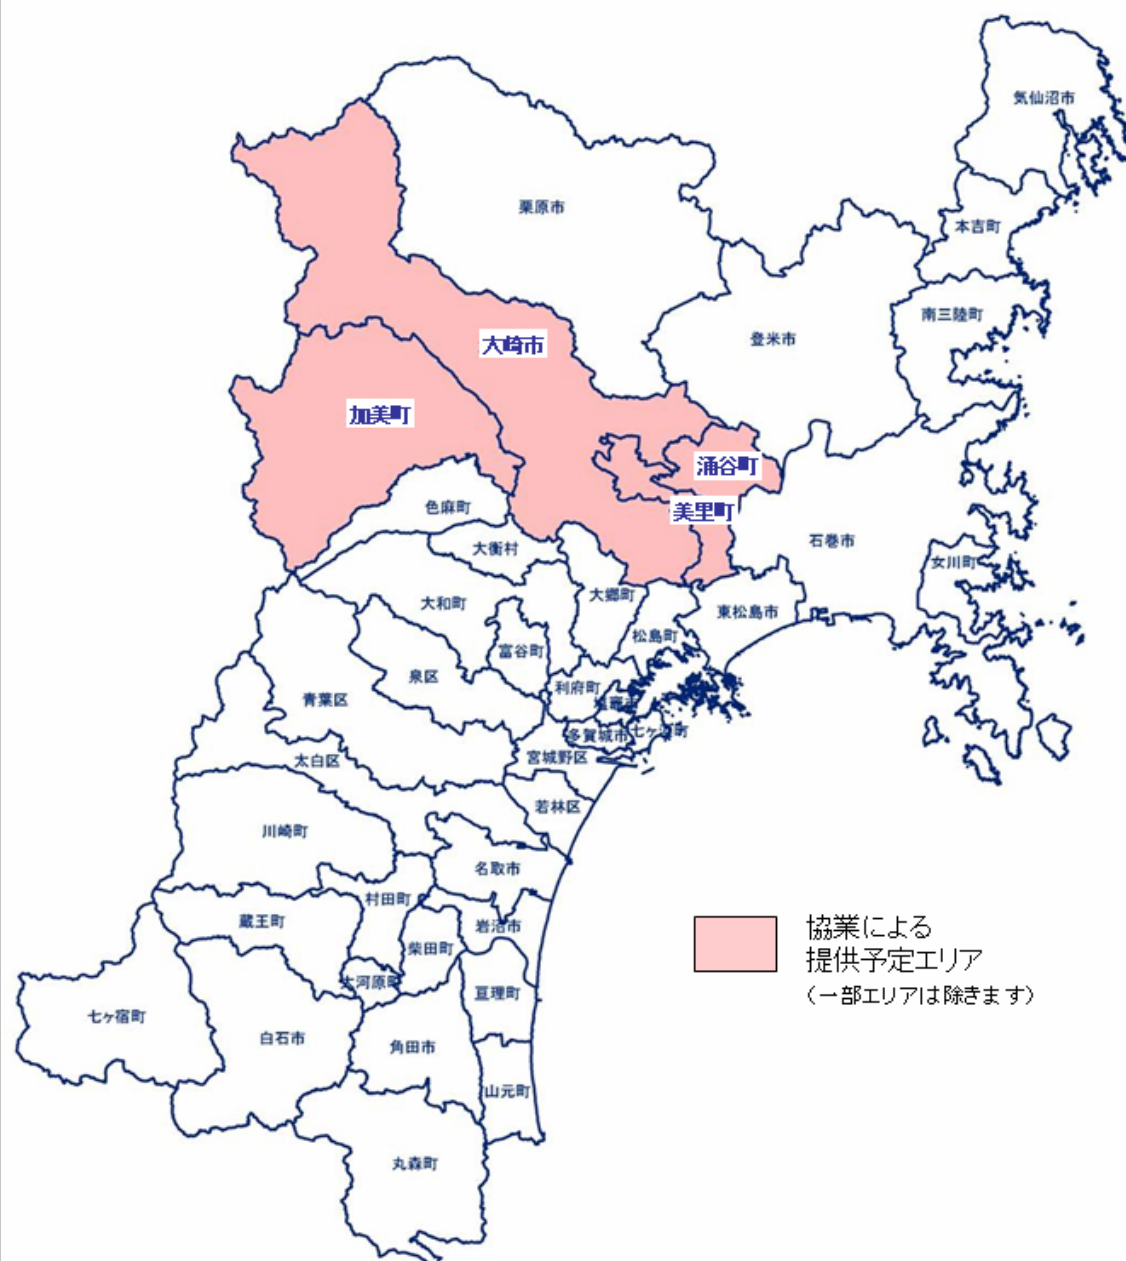 気仙沼市
栗原市
本吉町
南三陸町
登米市
大崎市
加美町
涌谷町
美里町
色麻町
大衡村
石巻市
女川町
大和町
大郷町
東松島市
松島町
富谷町
泉区
利府町
青葉区
塩竈市
七ヶ浜町
多賀城市
宮城野区
太白区
若林区
川崎町
名取市
村田町
蔵王町
岩沼市
柴田町
大河原町
亘理町
七ヶ宿町
白石市
角田市
山元町
丸森町
協業による
提供予定エリア
（一部エリアは除きます）